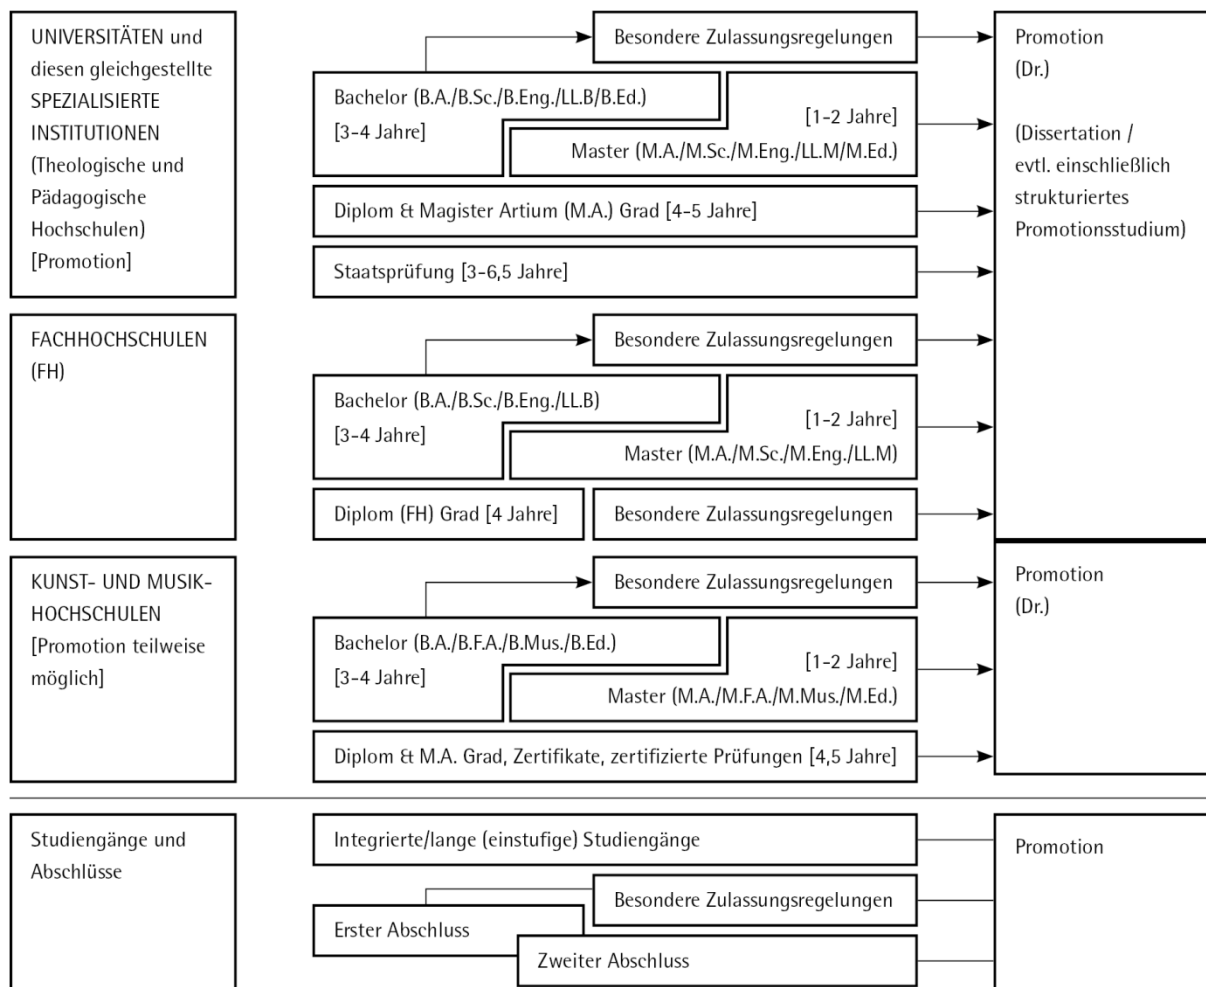 UNIVERSITÄTEN und
diesen gleichgestellte
SPEZIALISIERTE
INSTITUTIONEN
(Theologische und
Pädagogische
Hochschulen)
[Promotion]
Besondere Zulassungsregelungen
Bachelor (B.A./B.Sc./B.Eng./LL.B/B.Ed.)
[3-4 Jahre]
[1-2 Jahre]
Master (M.A./M.Sc./M.Eng./LL.M/M.Ed.)
Diplom & Magister Artium (M.A.) Grad [4-5 Jahre]
Staatsprüfung [3-6,5 Jahre]
Promotion
(Dr.)
(Dissertation /
evtl. einschließlich
strukturiertes
Promotionsstudium)
FACHHOCHSCHULEN
(FH)
Besondere Zulassungsregelungen
Bachelor (B.A./B.Sc./B.Eng./LL.B)
[3-4 Jahre]
[1-2 Jahre]
Master (M.A./M.Sc./M.Eng./LL.M)
Diplom (FH) Grad [4 Jahre]
Besondere Zulassungsregelungen
KUNST- UND MUSIK-
HOCHSCHULEN
[Promotion teilweise
möglich]
Besondere Zulassungsregelungen
Bachelor (B.A./B.F.A./B.Mus./B.Ed.)
[3-4 Jahre]
[1-2 Jahre]
Master (M.A./M.F.A./M.Mus./M.Ed.)
Diplom & M.A. Grad, Zertifikate, zertifizierte Prüfungen [4,5 Jahre]
Promotion
(Dr.)
Studiengänge und
Abschlüsse
Integrierte/lange (einstufige) Studiengänge
Besondere Zulassungsregelungen
Erster Abschluss
Zweiter Abschluss
Promotion